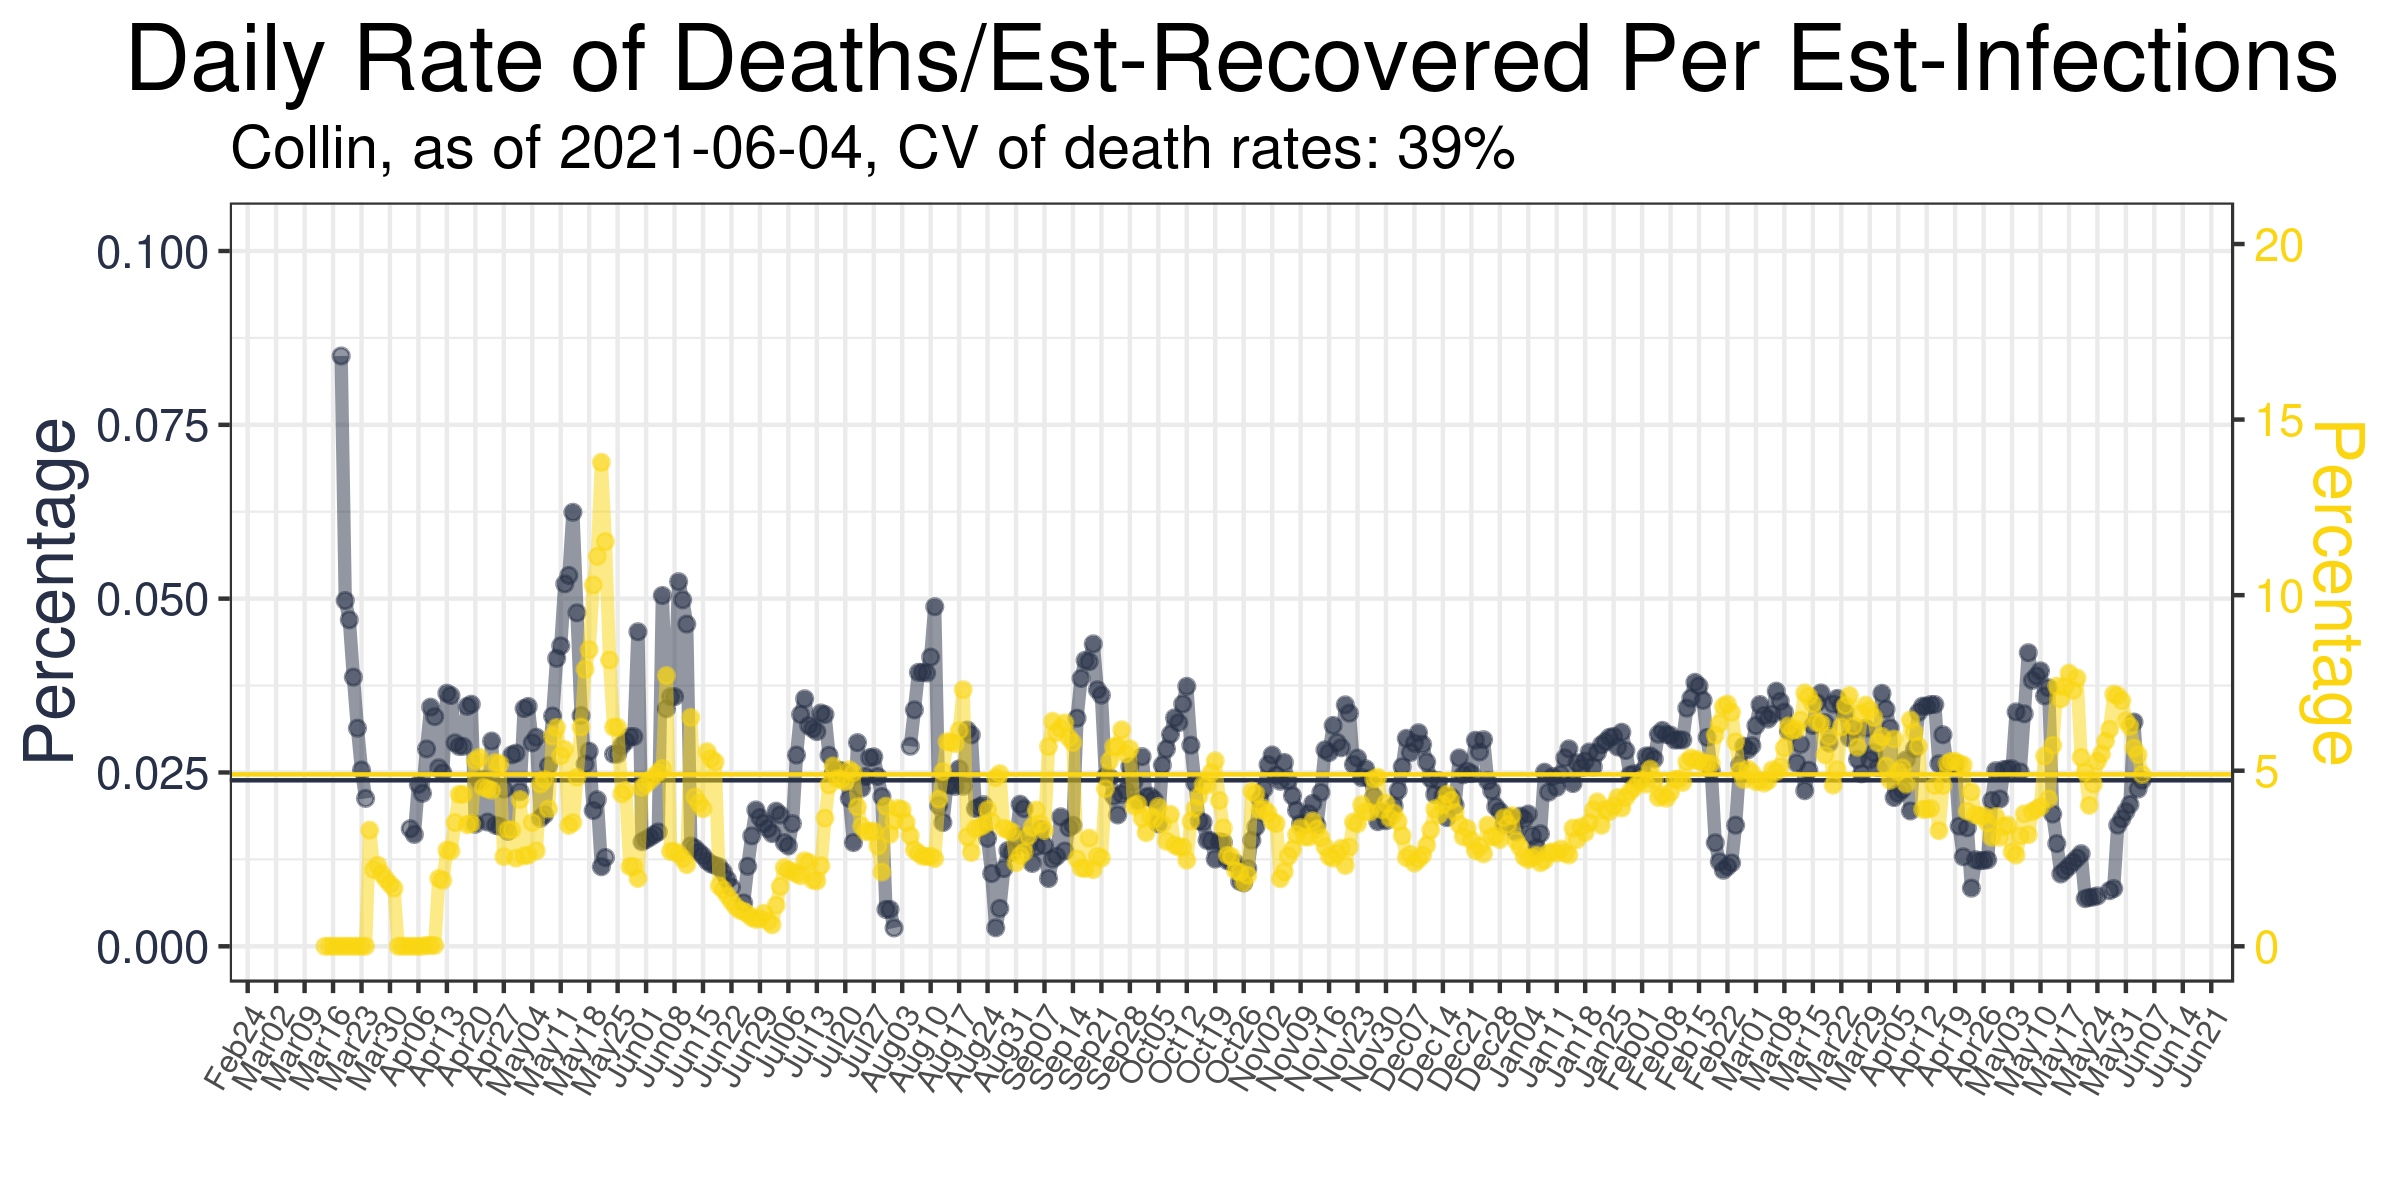 Daily Rate of Deaths/Est-Recovered Per Est-Infections
Collin, as of 2021-06-04, CV of death rates: 39%
Percentage
0.100
0.075
0.050
0.025
0.000
20
15
10
5
0
Percentage
Feb24
Mar02
Mar09
Mar16
Mar23
Mar30
Apr06
Apr13
Apr20
Apr27
May04
May11
May18
May25
Jun01
Jun08
Jun15
Jun22
Jun29
Jul06
Jul13
Jul20
Jul27
Aug03
Aug10
Aug17
Aug24
Aug31
Sep07
Sep14
Sep21
Sep28
Oct05
Oct12
Oct19
Oct26
Nov02
Nov09
Nov16
Nov23
Nov30
Dec07
Dec14
Dec21
Dec28
Jan04
Jan11
Jan18
Jan25
Feb01
Feb08
Feb15
Feb22
Mar01
Mar08
Mar15
Mar22
Mar29
Apr05
Apr12
Apr19
Apr26
May03
May10
May17
May24
May31
Jun07
Jun14
Jun21